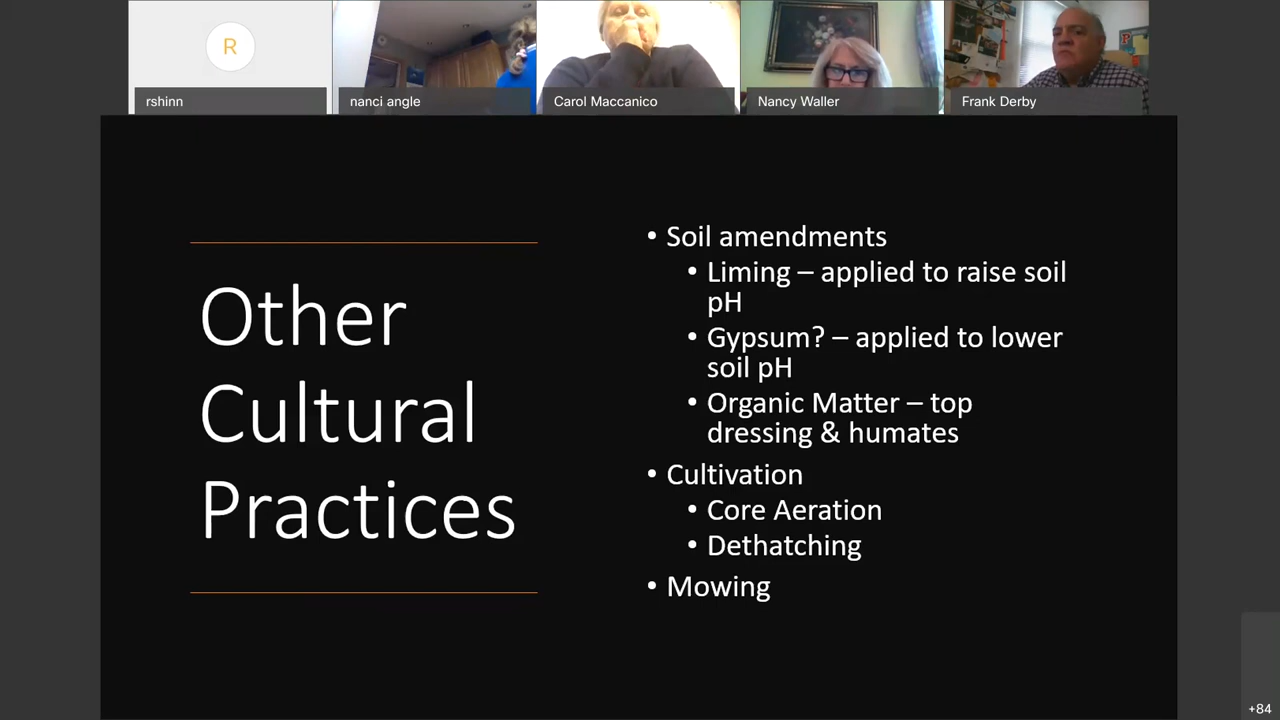 R
rshinn
nanci angle
Carol Maccanico
Nancy Waller
Frank Derby
Other
Cultural
Practices
• Soil amendments
• Liming – applied to raise soil
pH
• Gypsum? – applied to lower
soil pH
• Organic Matter – top
dressing & humates
• Cultivation
• Core Aeration
• Dethatching
• Mowing
+84